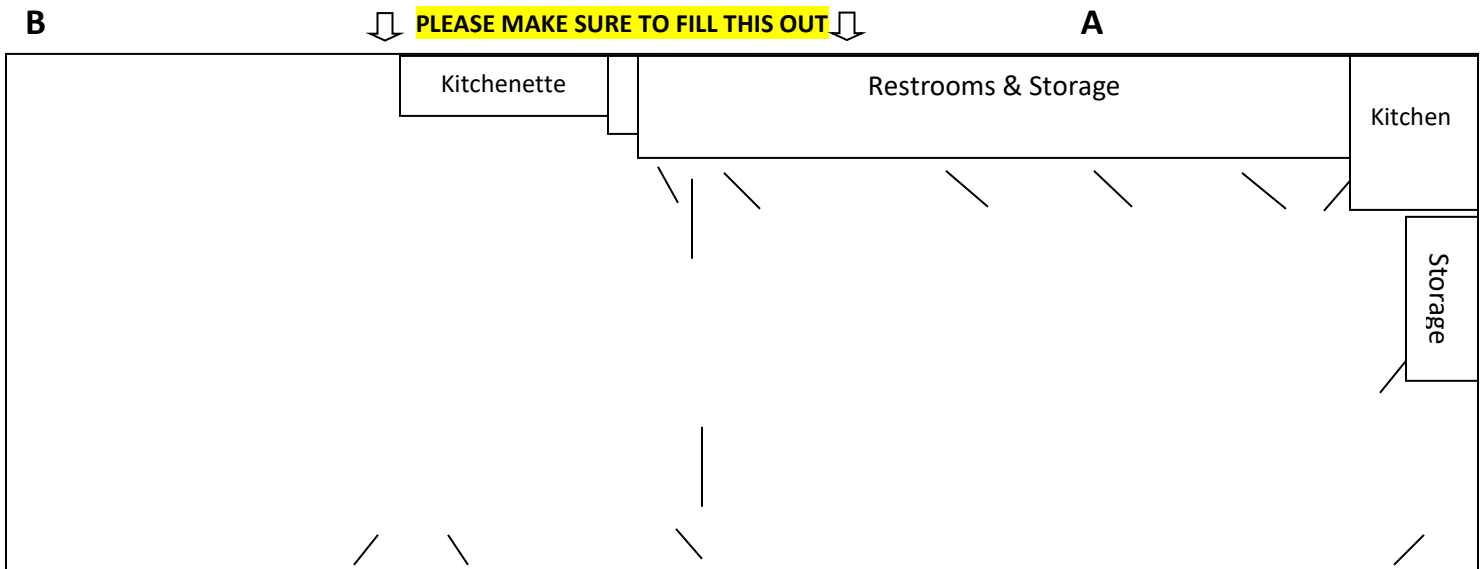 B PLEASE MAKE SURE TO FILL THIS OUT A
Kitchenette
Restrooms & Storage
Kitchen
Storage